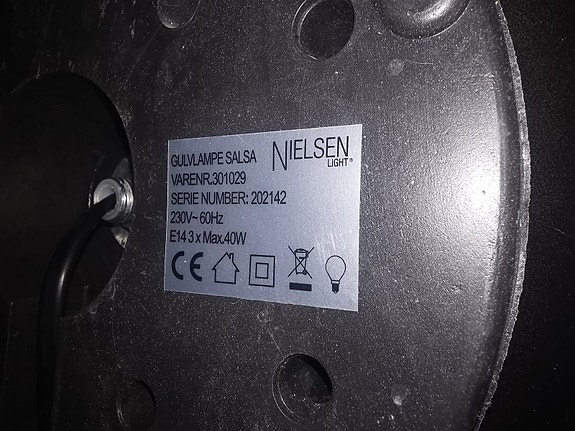 NIELSEN
LIGHT®
GULVLAMPE SALSA
VARENR.301029
SERIE NUMBER: 202142
230V~ 60Hz
E14 3 x Max.40W
CE